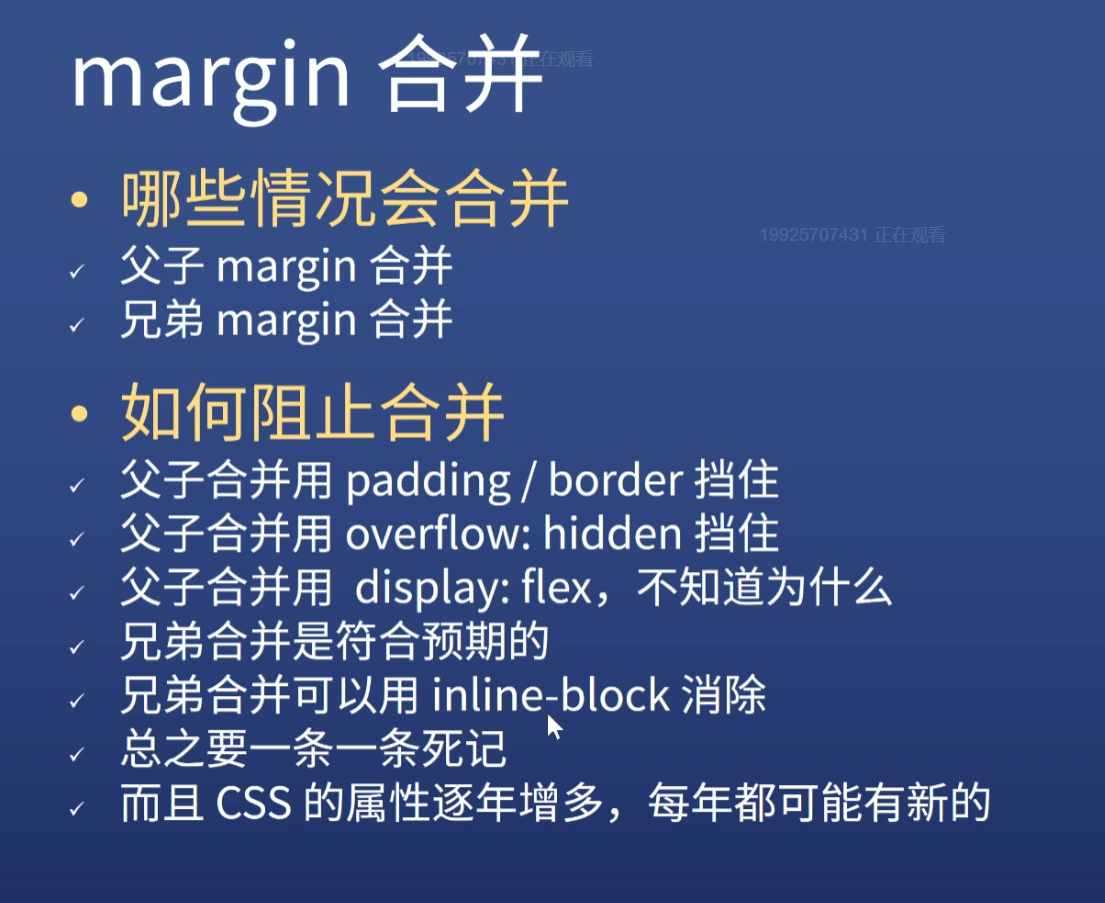 margin 合并
19925707431 正在观看
• 哪些情况会合并
19925707431 正在观看
✓ 父子 margin 合并
✓ 兄弟 margin 合并
• 如何阻止合并
✓ 父子合并用 padding / border 挡住
✓ 父子合并用 overflow: hidden 挡住
✓ 父子合并用 display: flex，不知道为什么
✓ 兄弟合并是符合预期的
✓ 兄弟合并可以用 inline-block 消除
✓ 总之要一条一条死记
✓ 而且 CSS 的属性逐年增多，每年都可能有新的